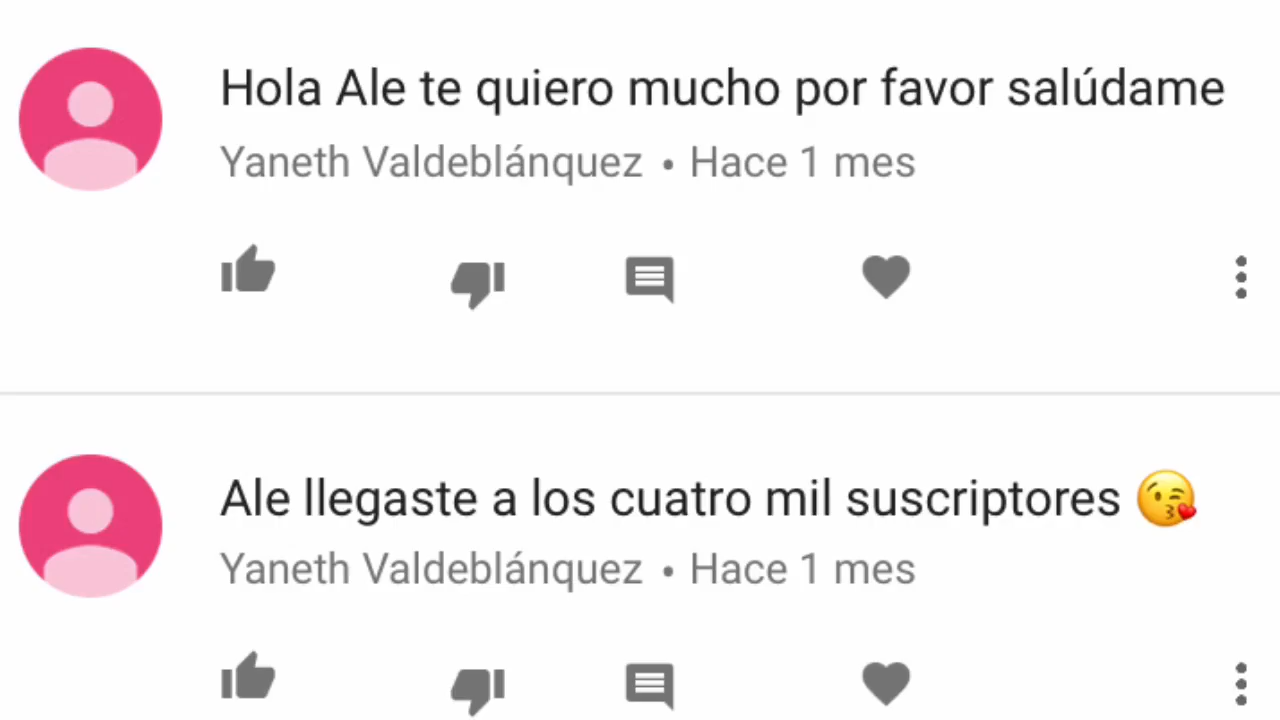 Hola Ale te quiero mucho por favor salúdame
Yaneth Valdeblánquez • Hace 1 mes
Ale llegaste a los cuatro mil suscriptores 😘
Yaneth Valdeblánquez • Hace 1 mes